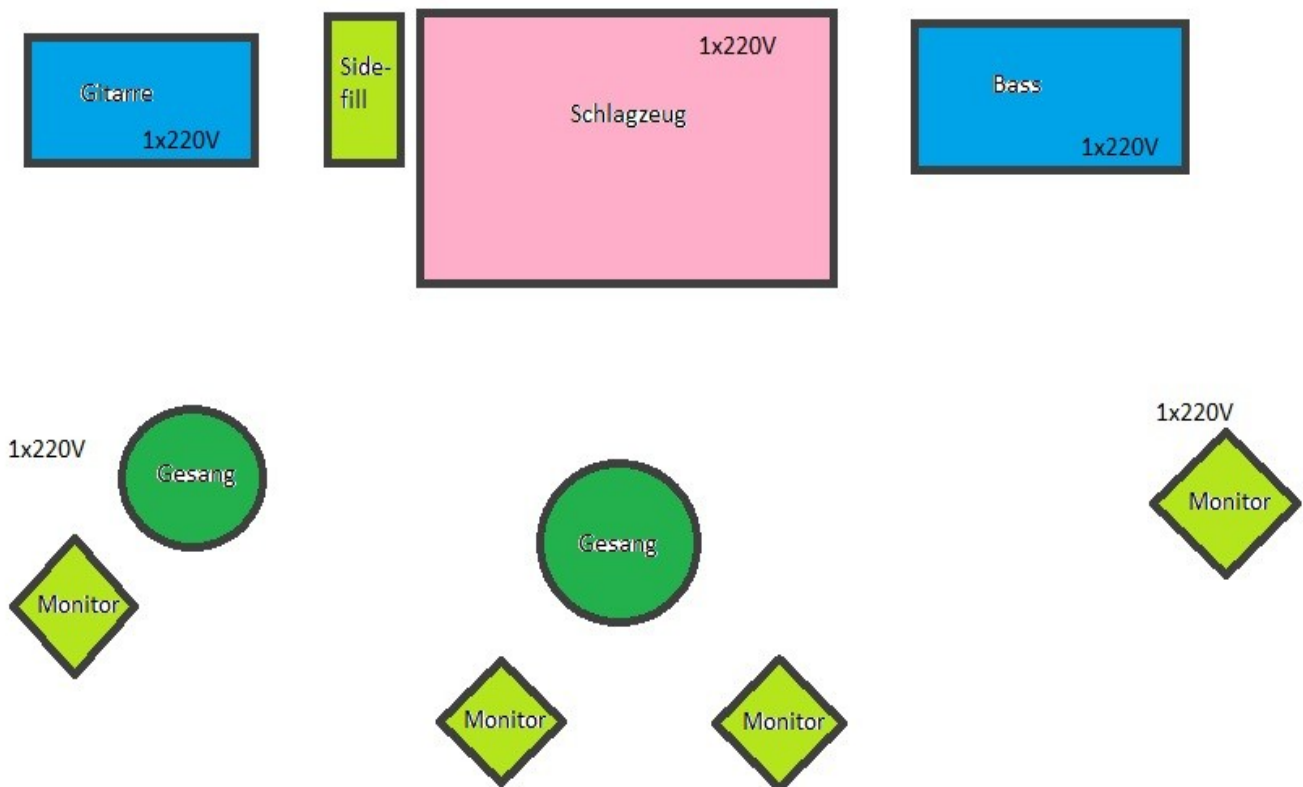 Gitarre
1x220V
Side-
fill
1x220V
Schlagzeug
Bass
1x220V
1x220V
Gesang
Monitor
Gesang
Monitor
Monitor
1x220V
Monitor